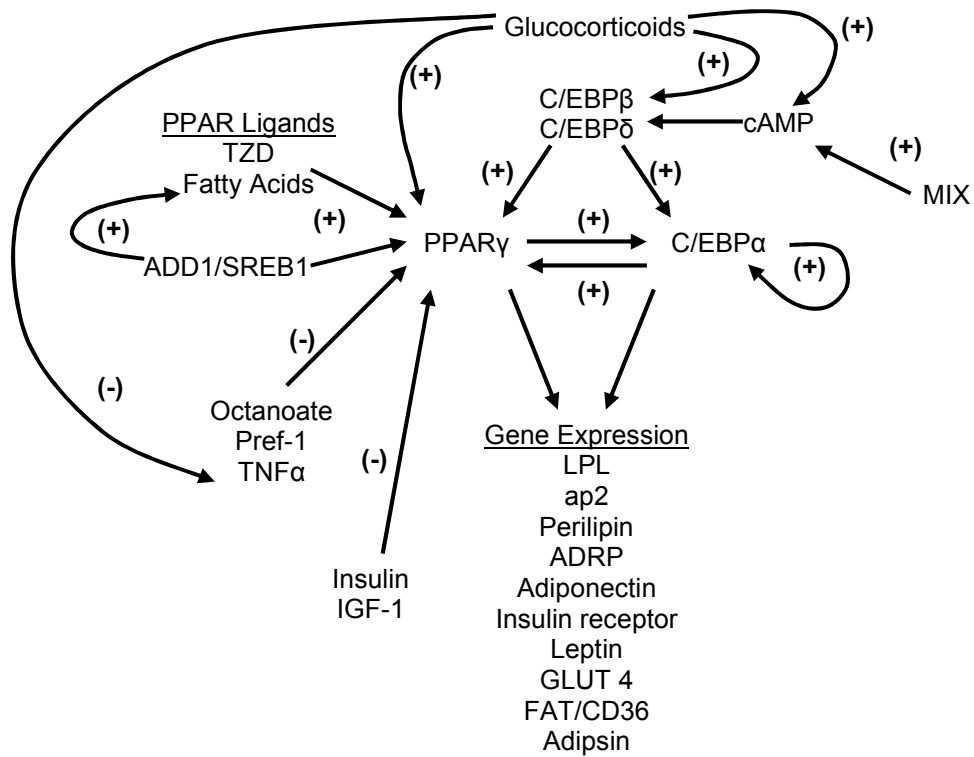 Glucocorticoids
(+)
(+)
(+)
(+)
C/EBPβ
C/EBPδ
cAMP
MIX
PPAR Ligands
TZD
Fatty Acids
(+)
(+)
(+)
(+)
(+)
PPARγ
C/EBPα
ADD1/SREB1
(+)
(+)
(-)
(-)
Octanoate
Pref-1
TNFα
(-)
Insulin
IGF-1
Gene Expression
LPL
ap2
Perilipin
ADRP
Adiponectin
Insulin receptor
Leptin
GLUT 4
FAT/CD36
Adipsin